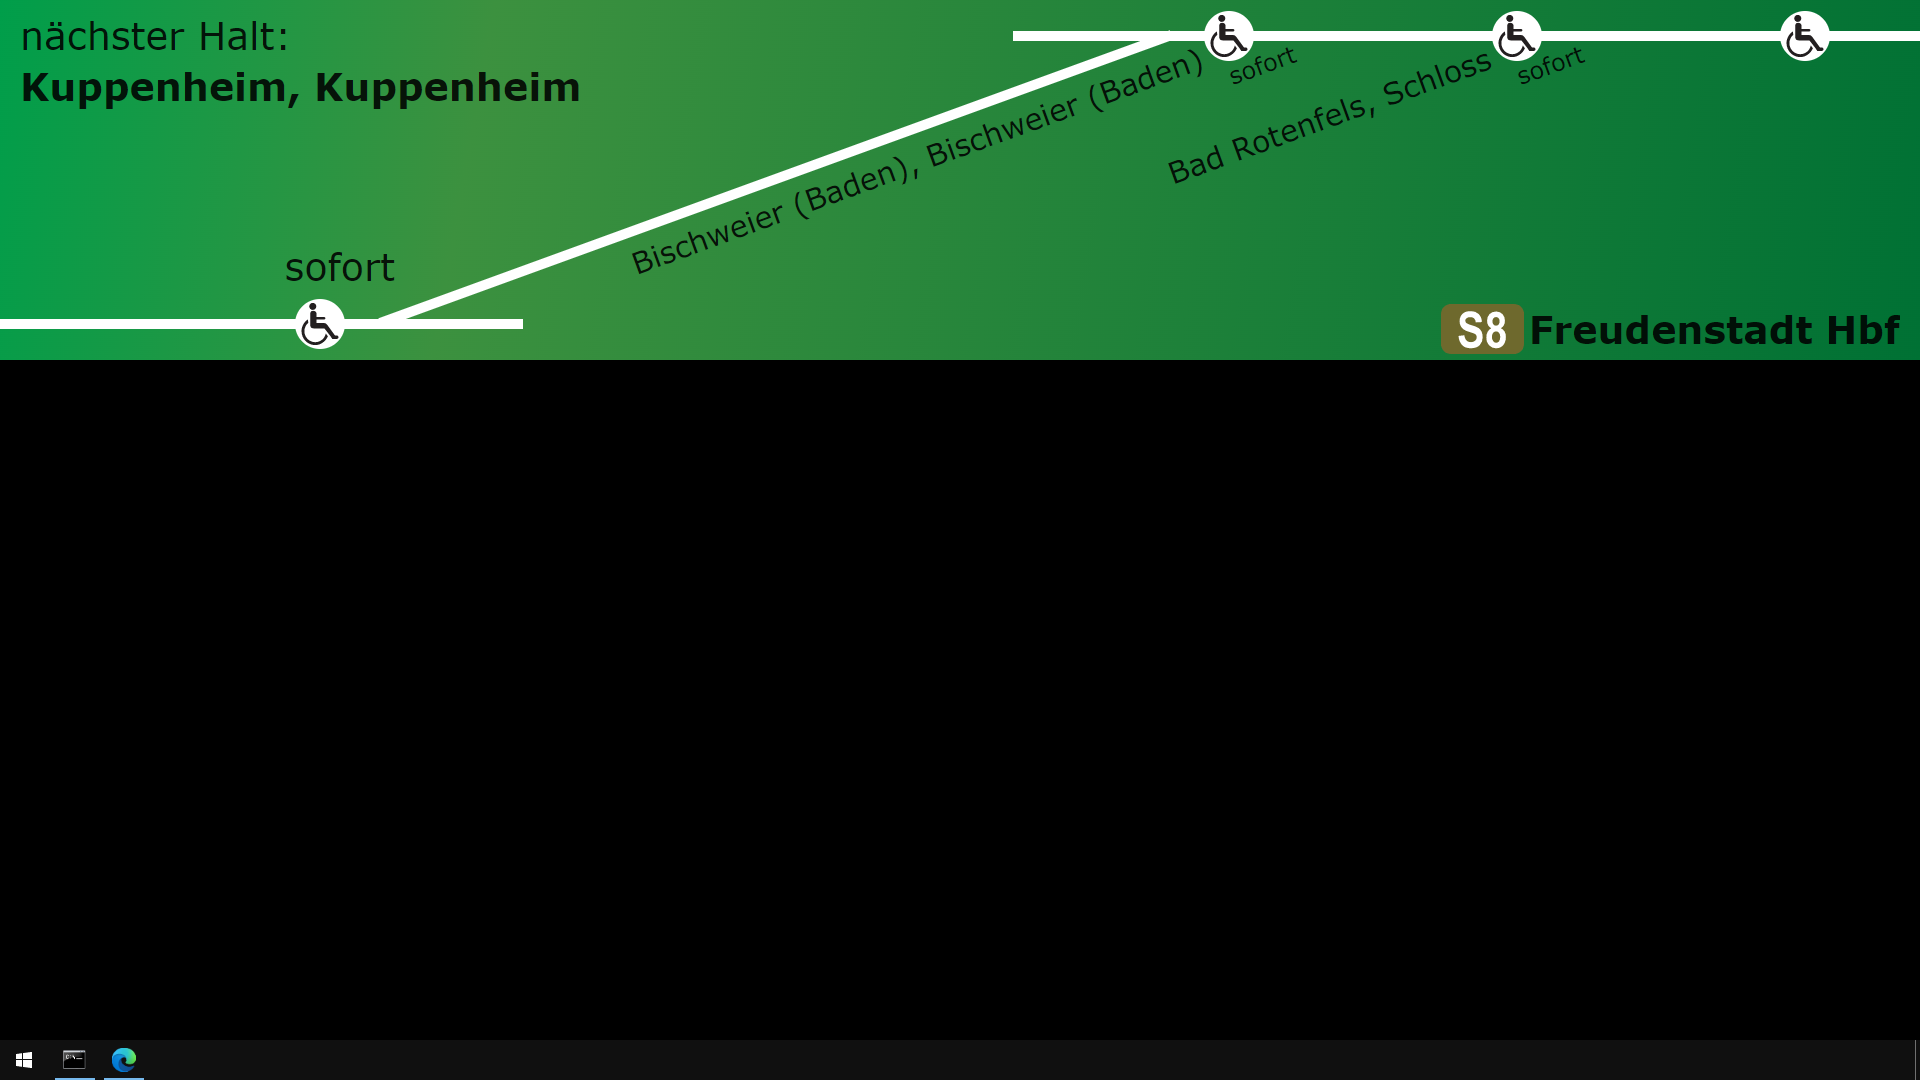 nächster Halt:
Kuppenheim, Kuppenheim
sofort
Bischweier (Baden), Bischweier (Baden)
sofort
Bad Rotenfels, Schloss
sofort
S8 Freudenstadt Hbf